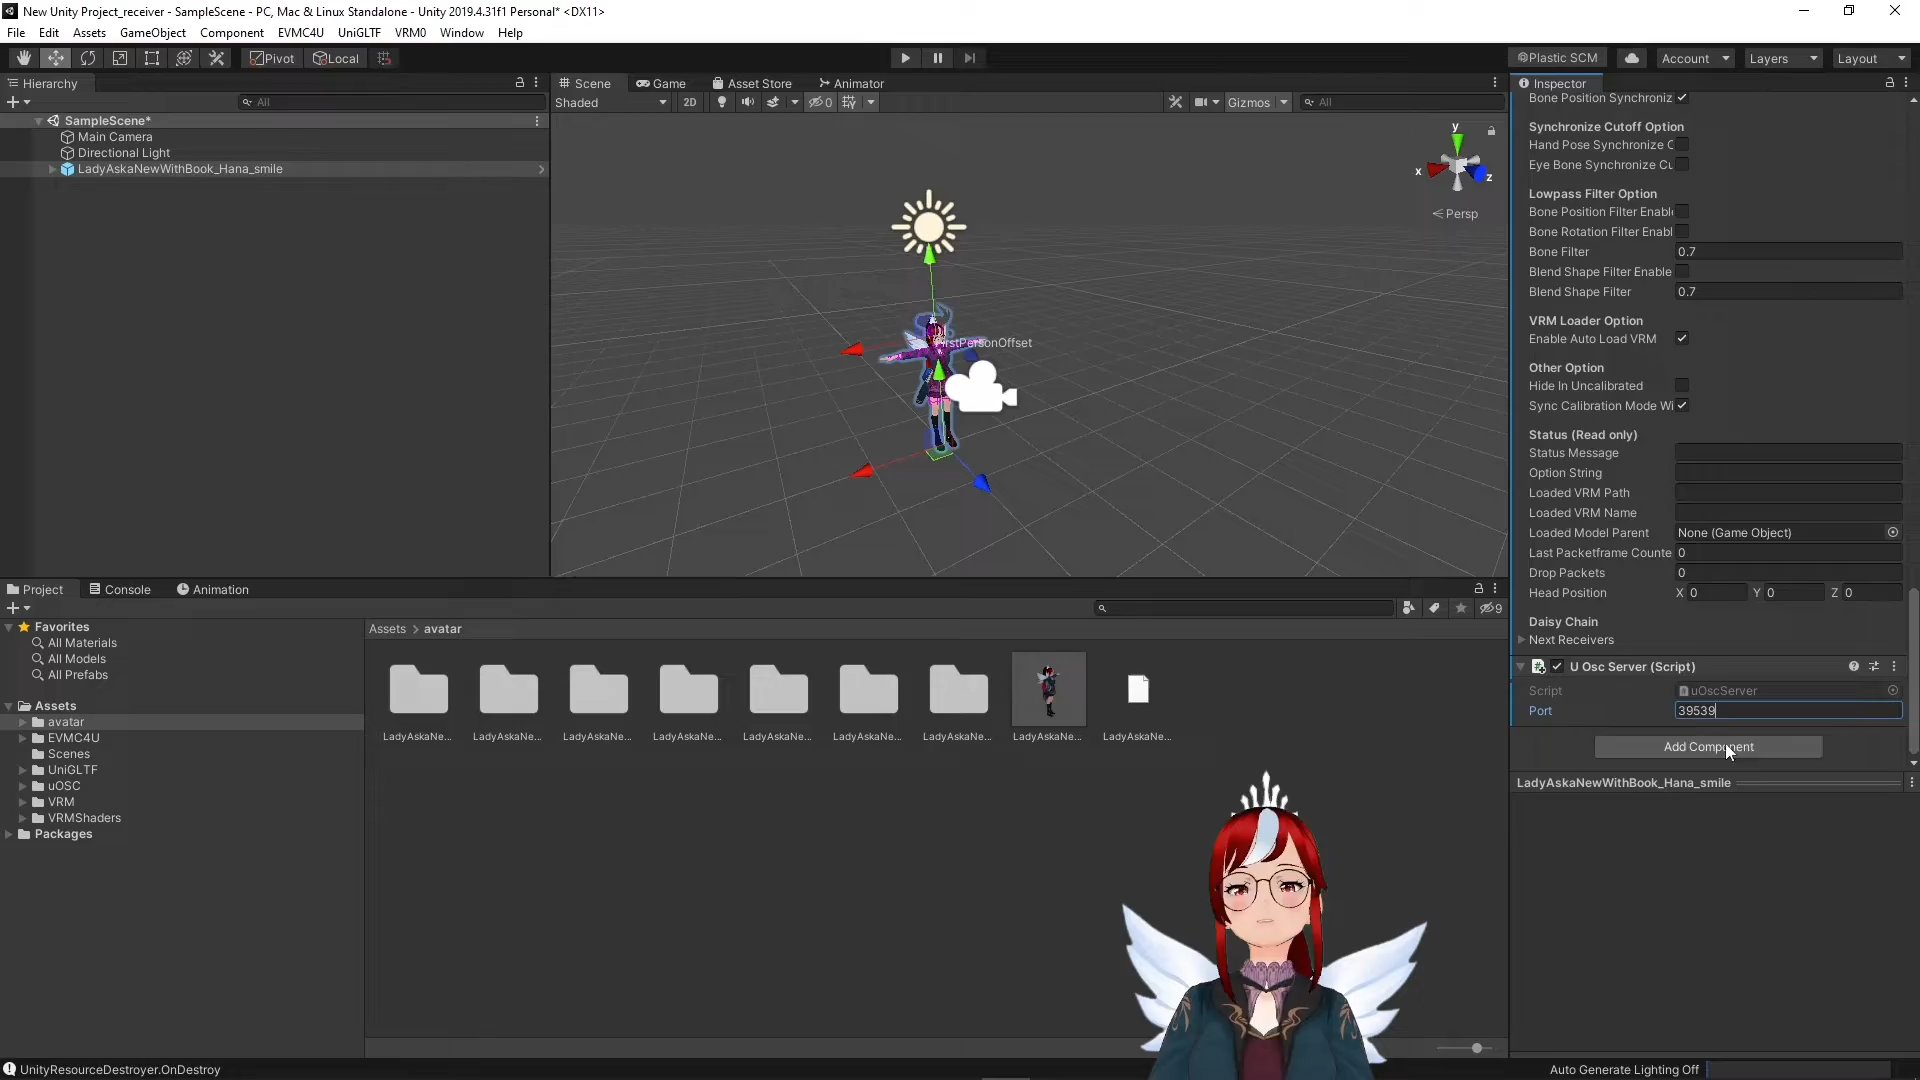 New Unity Project_receiver - SampleScene - PC, Mac & Linux Standalone - Unity 2019.4.31f1 Personal* <DX11>
File Edit Assets GameObject Component EVMC4U UniGLTF VRM0 Window Help
Pivot Local Plastic SCM Account Layers Layout
Hierarchy
All
SampleScene*
Main Camera
Directional Light
LadyAskaNewWithBook_Hana_smile
Scene Game Asset Store Animator
Shaded 2D 0 Gizmos All
y
x
z
Persp
FirstPersonOffset
Inspector
Bone Position Synchroniz
Synchronize Cutoff Option
Hand Pose Synchronize C
Eye Bone Synchronize Cu
Lowpass Filter Option
Bone Position Filter Enabl
Bone Rotation Filter Enabl
Bone Filter 0.7
Blend Shape Filter Enable
Blend Shape Filter 0.7
VRM Loader Option
Enable Auto Load VRM
Other Option
Hide In Uncalibrated
Sync Calibration Mode Wi
Status (Read only)
Status Message
Option String
Loaded VRM Path
Loaded VRM Name
Loaded Model Parent None (Game Object)
Last Packetframe Counte 0
Drop Packets 0
Head Position X 0 Y 0 Z 0
Daisy Chain
Next Receivers
U Osc Server (Script)
Script uOscServer
Port 39539
Add Component
LadyAskaNewWithBook_Hana_smile
Project Console Animation
9
Favorites
All Materials
All Models
All Prefabs
Assets
avatar
EVMC4U
Scenes
UniGLTF
uOSC
VRM
VRMShaders
Packages
Assets > avatar
LadyAskaNe... LadyAskaNe... LadyAskaNe... LadyAskaNe... LadyAskaNe... LadyAskaNe... LadyAskaNe... LadyAskaNe... LadyAskaNe...
UnityResourceDestroyer.OnDestroy
Auto Generate Lighting Off